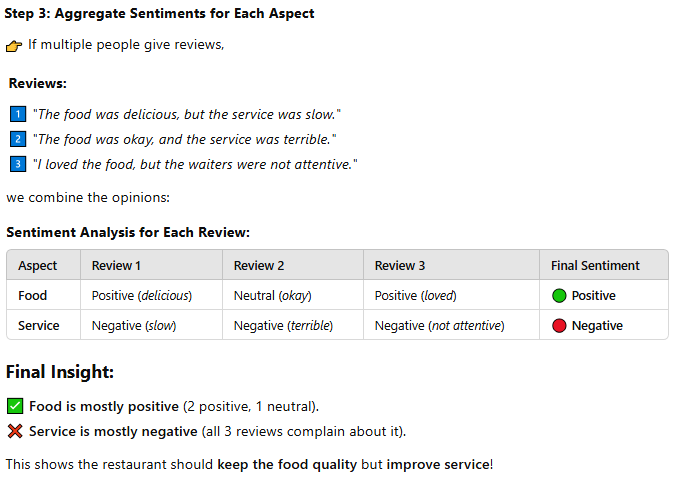 Step 3: Aggregate Sentiments for Each Aspect
👉 If multiple people give reviews,
Reviews:
1 "The food was delicious, but the service was slow."
2 "The food was okay, and the service was terrible."
3 "I loved the food, but the waiters were not attentive."
we combine the opinions:
Sentiment Analysis for Each Review:
Aspect Review 1 Review 2 Review 3 Final Sentiment
Food Positive (delicious) Neutral (okay) Positive (loved) 🟢 Positive
Service Negative (slow) Negative (terrible) Negative (not attentive) 🔴 Negative
Final Insight:
✅ Food is mostly positive (2 positive, 1 neutral).
❌ Service is mostly negative (all 3 reviews complain about it).
This shows the restaurant should keep the food quality but improve service!